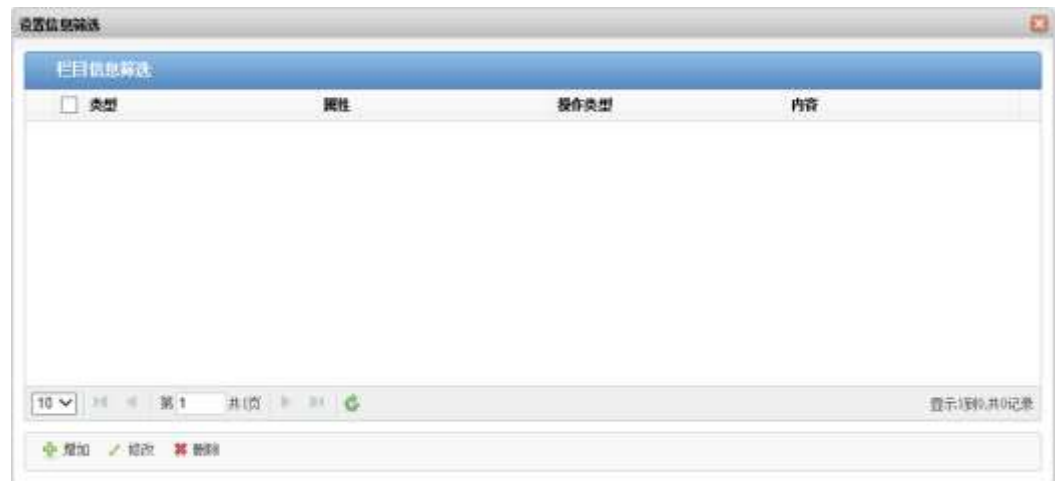 设置信息筛选
栏目信息筛选
类型 属性 操作类型 内容
10 第 1 共1页 显示1到0,共0记录
增加 修改 删除